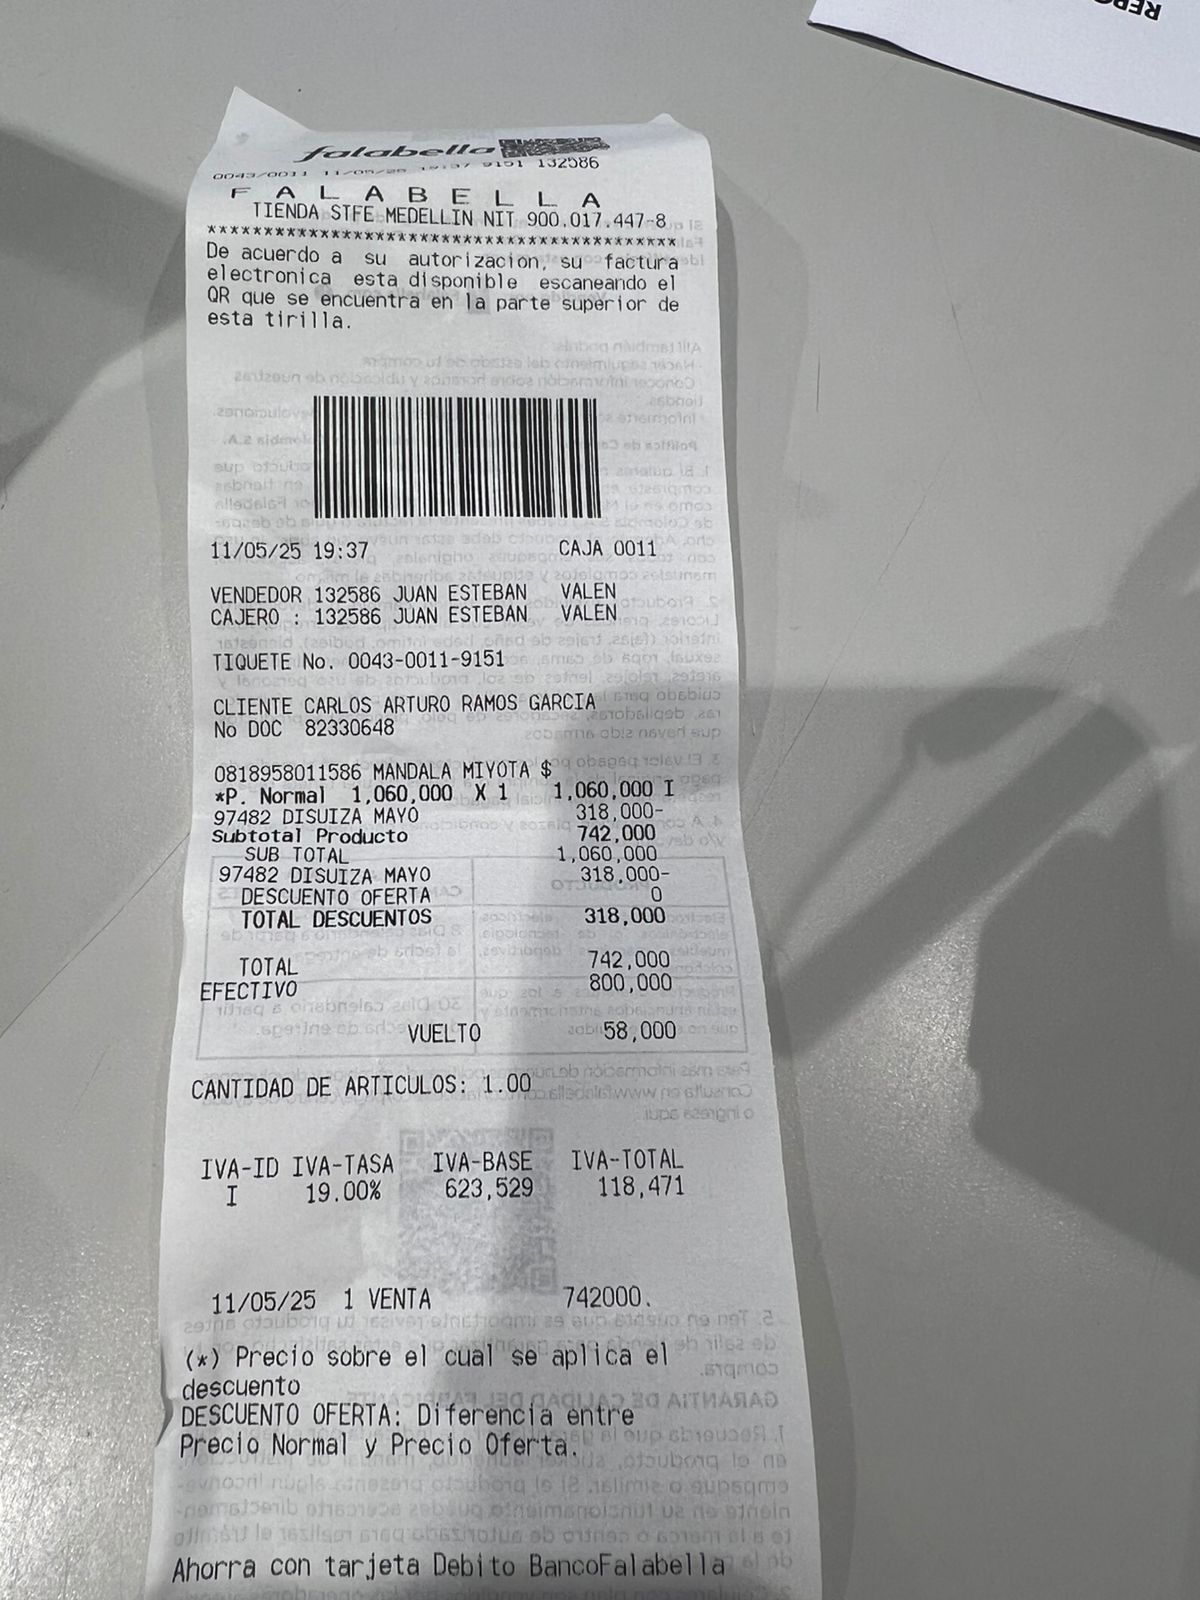 falabella
0043/0011 11/05/25 19:37 9151 132586
F A L A B E L L A
TIENDA STFE MEDELLIN NIT 900.017.447-8
******************************************
De acuerdo a su autorizacion, su factura
electronica esta disponible escaneando el
QR que se encuentra en la parte superior de
esta tirilla.
11/05/25 19:37 CAJA 0011
VENDEDOR 132586 JUAN ESTEBAN VALEN
CAJERO : 132586 JUAN ESTEBAN VALEN
TIQUETE No. 0043-0011-9151
CLIENTE CARLOS ARTURO RAMOS GARCIA
No DOC 82330648
0818958011586 MANDALA MIYOTA $
*P. Normal 1,060,000 X 1 1,060,000 I
97482 DISUIZA MAYO 318,000-
Subtotal Producto 742,000
SUB TOTAL 1,060,000
97482 DISUIZA MAYO 318,000-
DESCUENTO OFERTA 0
TOTAL DESCUENTOS 318,000
TOTAL 742,000
EFECTIVO 800,000
VUELTO 58,000
CANTIDAD DE ARTICULOS: 1.00
IVA-ID IVA-TASA IVA-BASE IVA-TOTAL
I 19.00% 623,529 118,471
11/05/25 1 VENTA 742000.
(*) Precio sobre el cual se aplica el
descuento
DESCUENTO OFERTA: Diferencia entre
Precio Normal y Precio Oferta.
Ahorra con tarjeta Debito BancoFalabella